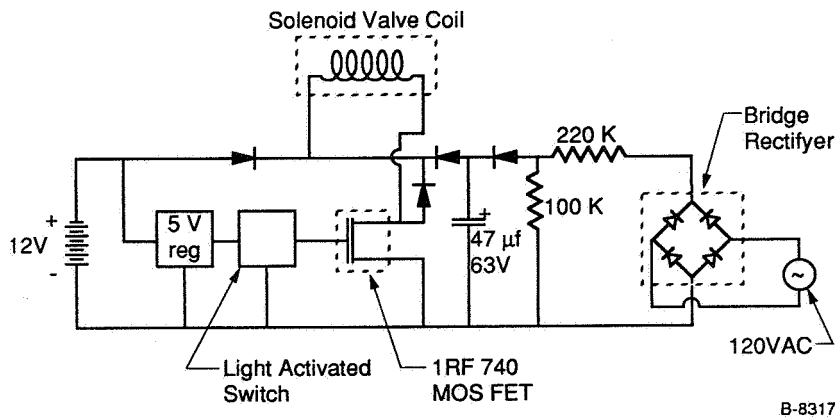 Solenoid Valve Coil
Bridge
Rectifyer
220 K
100 K
+
47 µf
63V
+
12V
-
5 V
reg
~
120VAC
Light Activated
Switch
1RF 740
MOS FET
B-8317